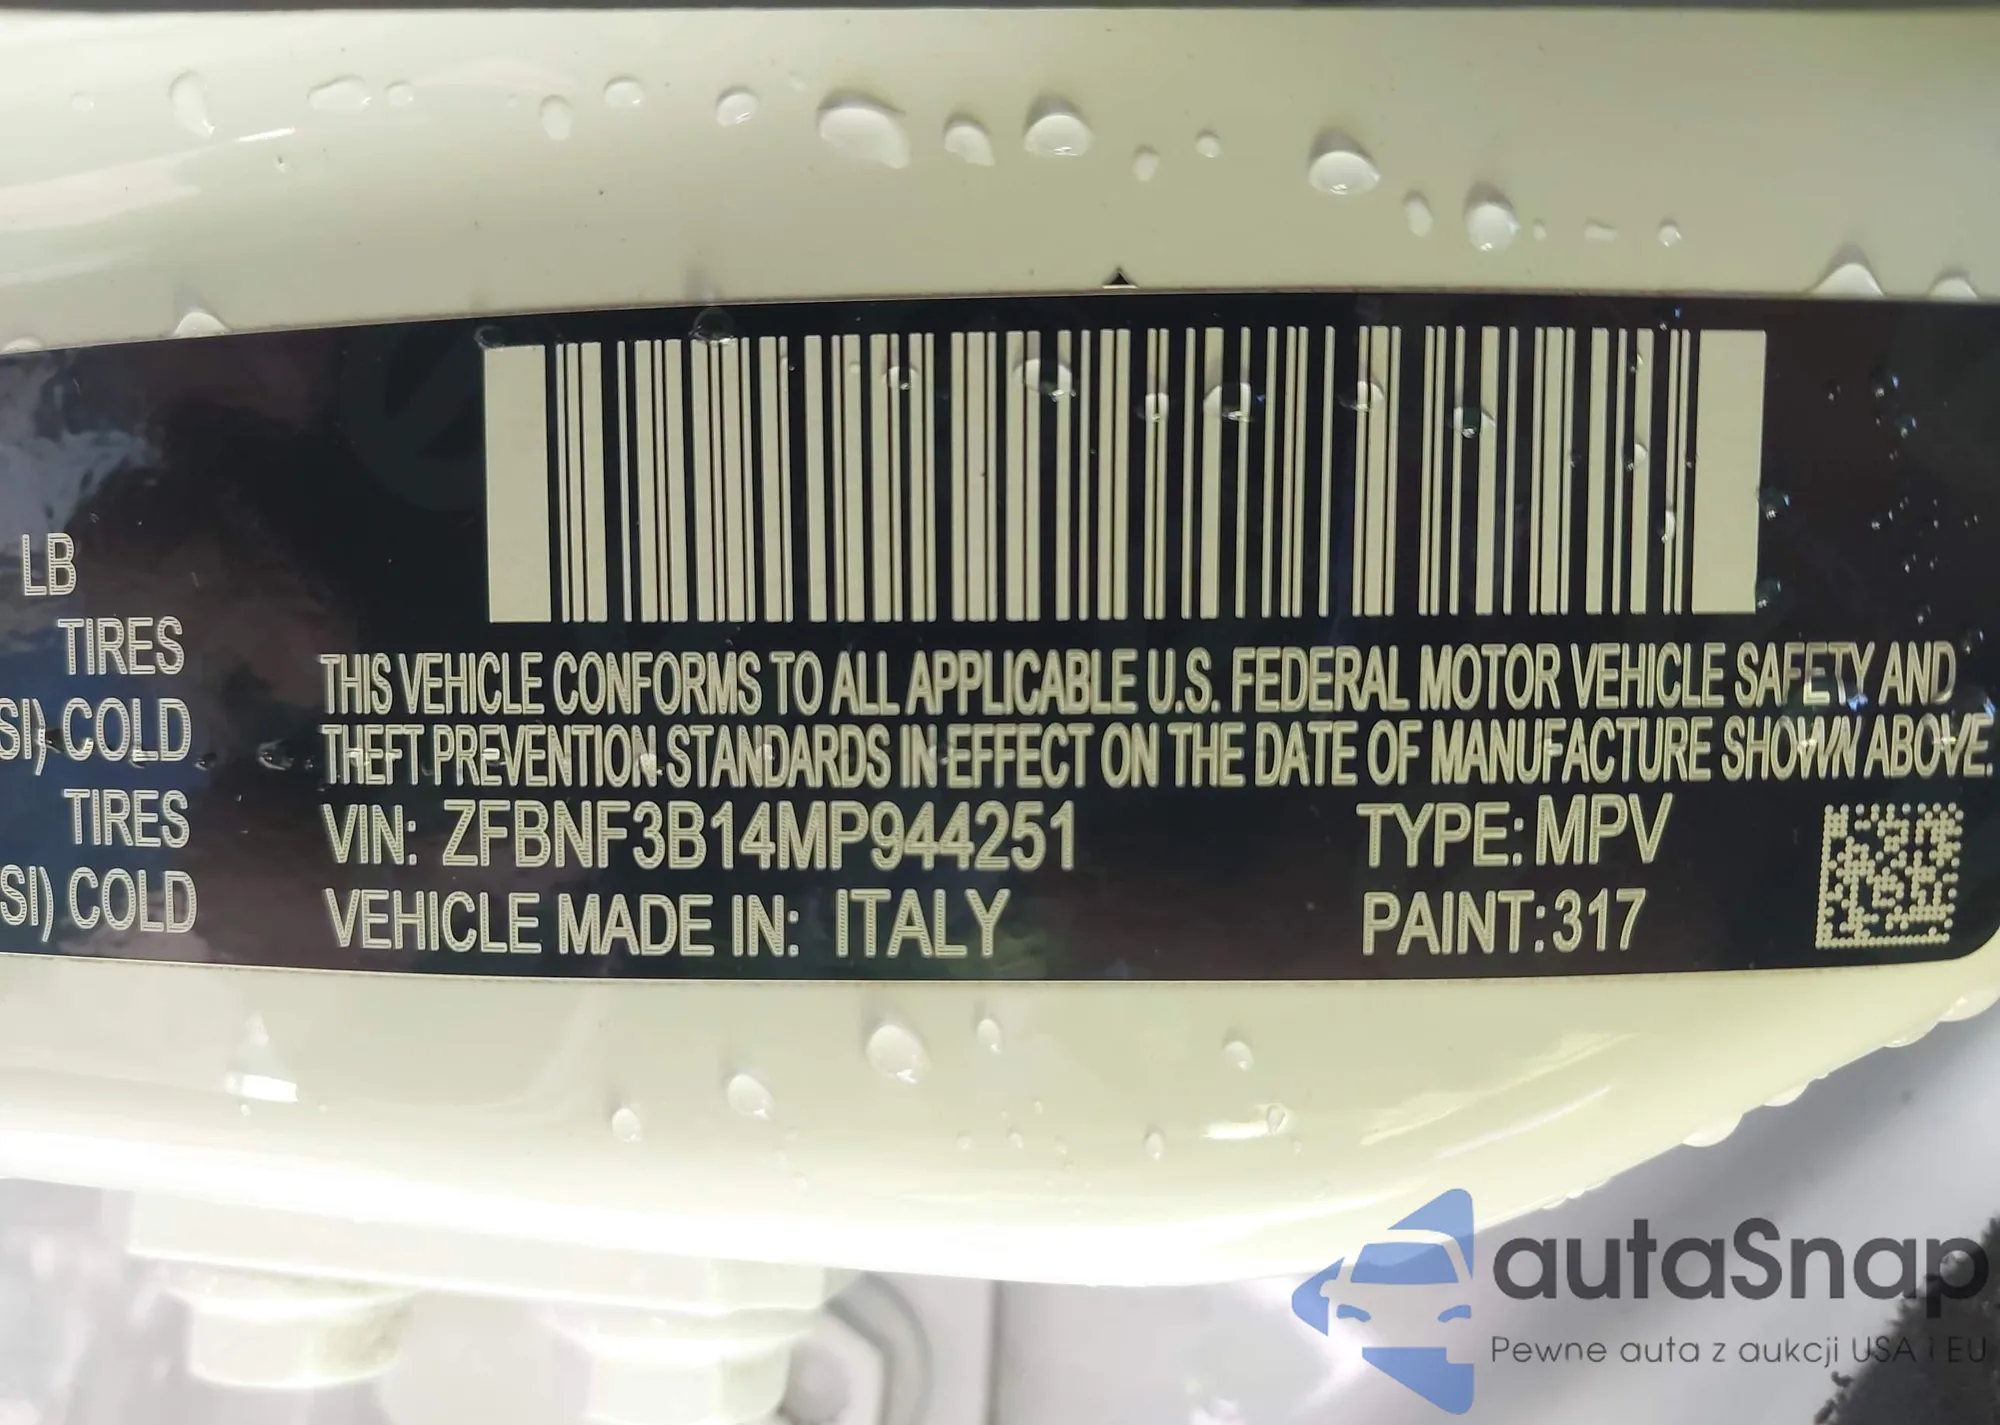 LB
TIRES
SI) COLD
TIRES
SI) COLD
THIS VEHICLE CONFORMS TO ALL APPLICABLE U.S. FEDERAL MOTOR VEHICLE SAFETY AND
THEFT PREVENTION STANDARDS IN EFFECT ON THE DATE OF MANUFACTURE SHOWN ABOVE.
VIN: ZFBNF3B14MP944251 TYPE: MPV
VEHICLE MADE IN: ITALY PAINT: 317
autaSnap
Pewne auta z aukcji USA i EU